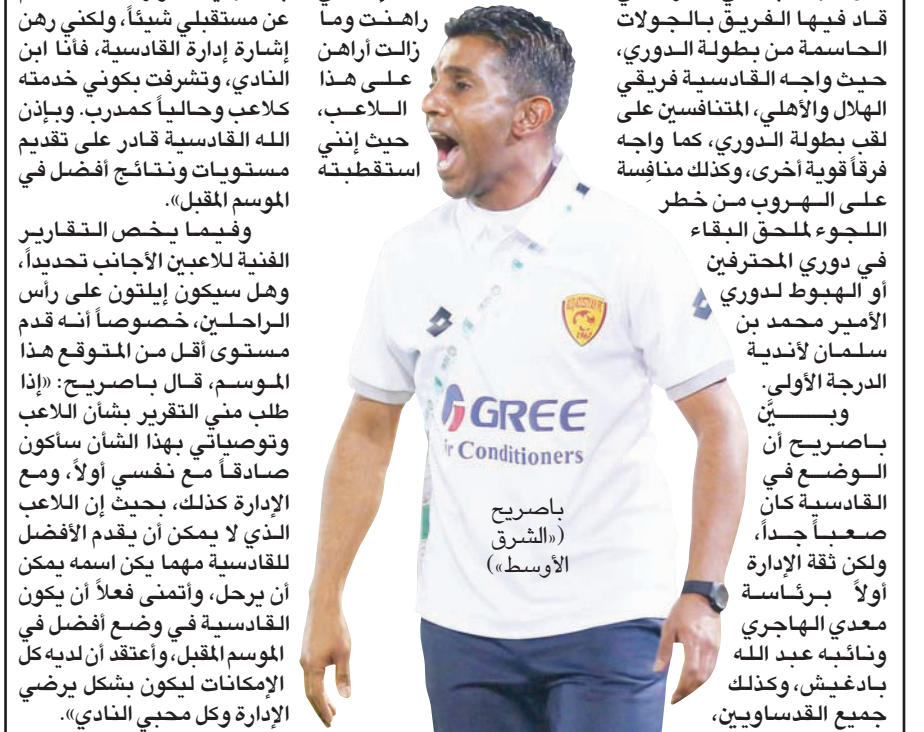 قاد فيها الفريق بالجولات
الحاسمة من بطولة الدوري،
حيث واجه القادسية فريقي
الهلال والأهلي، المتنافسين على
لقب بطولة الدوري، كما واجه
فرقاً قوية أخرى، وكذلك منافسة
على الهروب من خطر
اللجوء لملحق البقاء
في دوري المحترفين
أو الهبوط لدوري
الأمير محمد بن
سلمان لأندية
الدرجة الأولى.
وبيَّن
باصريح أن
الوضع في
القادسية كان
صعباً جداً،
ولكن ثقة الإدارة
أولاً برئاسة
معدي الهاجري
ونائبه عبد الله
بادغيش، وكذلك
جميع القدساويين،
راهنت وما
زالت أراهن
على هذا
اللاعب،
حيث إنني
استقطبته
AL QADSIAH FC
1967
GREE
r Conditioners
باصريح
(«الشرق
الأوسط»)
عن مستقبلي شيئاً، ولكني رهن
إشارة إدارة القادسية، فأنا ابن
النادي، وتشرفت بكوني خدمته
كلاعب وحالياً كمدرب. وبإذن
الله القادسية قادر على تقديم
مستويات ونتائج أفضل في
الموسم المقبل».
وفيما يخص التقارير
الفنية للاعبين الأجانب تحديداً،
وهل سيكون إيلتون على رأس
الراحلين، خصوصاً أنه قدم
مستوى أقل من المتوقع هذا
الموسم، قال باصريح: «إذا
طلب مني التقرير بشأن اللاعب
وتوصياتي بهذا الشأن سأكون
صادقاً مع نفسي أولاً، ومع
الإدارة كذلك، بحيث إن اللاعب
الذي لا يمكن أن يقدم الأفضل
للقادسية مهما يكن اسمه يمكن
أن يرحل، وأتمنى فعلاً أن يكون
القادسية في وضع أفضل في
الموسم المقبل، وأعتقد أن لديه كل
الإمكانات ليكون بشكل يرضي
الإدارة وكل محبي النادي».